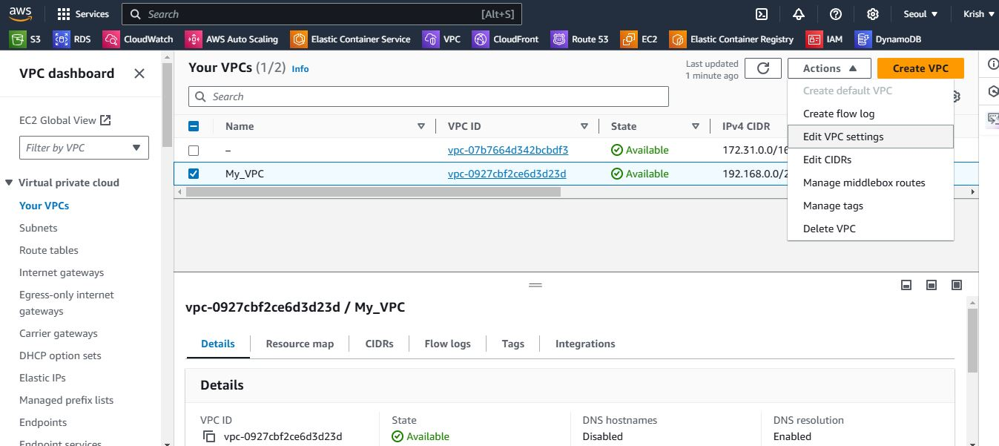 aws Services Search [Alt+S] Seoul Krish
S3 RDS CloudWatch AWS Auto Scaling Elastic Container Service VPC CloudFront Route 53 EC2 Elastic Container Registry IAM DynamoDB
VPC dashboard
EC2 Global View
Filter by VPC
Virtual private cloud
Your VPCs
Subnets
Route tables
Internet gateways
Egress-only internet
gateways
Carrier gateways
DHCP option sets
Elastic IPs
Managed prefix lists
Endpoints
Endpoint services
Your VPCs (1/2) Info
Last updated
1 minute ago
Actions
Create VPC
Search
Create default VPC
Create flow log
Edit VPC settings
Edit CIDRs
Manage middlebox routes
Manage tags
Delete VPC
Name VPC ID State IPv4 CIDR
– vpc-07b7664d342bcbdf3 Available 172.31.0.0/16
My_VPC vpc-0927cbf2ce6d3d23d Available 192.168.0.0/2
vpc-0927cbf2ce6d3d23d / My_VPC
Details Resource map CIDRs Flow logs Tags Integrations
Details
VPC ID State DNS hostnames DNS resolution
vpc-0927cbf2ce6d3d23d Available Disabled Enabled